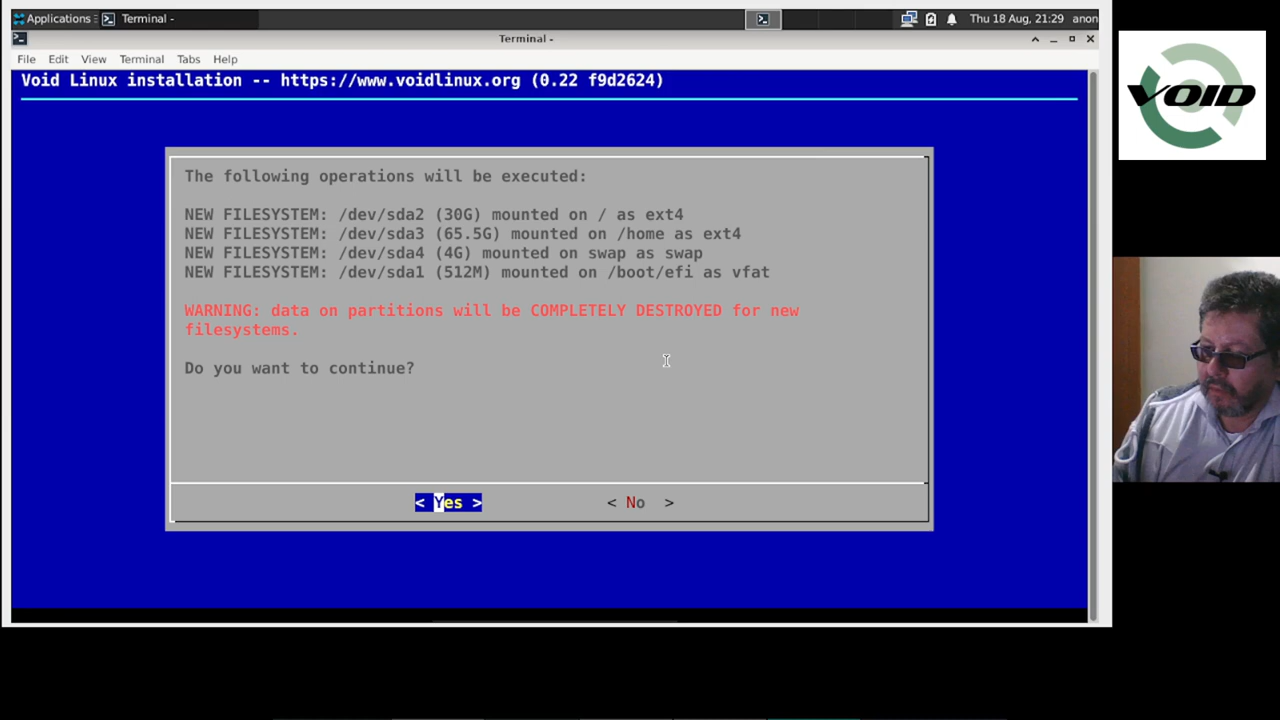 Applications
Terminal -
Thu 18 Aug, 21:29 anon
Terminal -
File Edit View Terminal Tabs Help
Void Linux installation -- https://www.voidlinux.org (0.22 f9d2624)
The following operations will be executed:
NEW FILESYSTEM: /dev/sda2 (30G) mounted on / as ext4
NEW FILESYSTEM: /dev/sda3 (65.5G) mounted on /home as ext4
NEW FILESYSTEM: /dev/sda4 (4G) mounted on swap as swap
NEW FILESYSTEM: /dev/sda1 (512M) mounted on /boot/efi as vfat
WARNING: data on partitions will be COMPLETELY DESTROYED for new
filesystems.
Do you want to continue?
< Yes > < No >
VOID